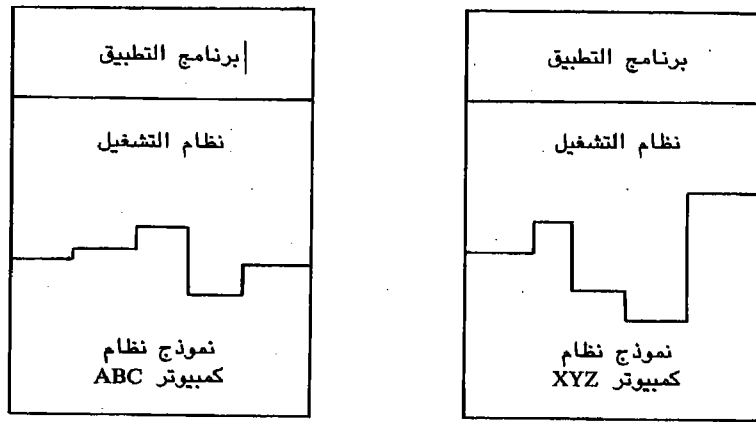 برنامج التطبيق
نظام التشغيل
نموذج نظام
كمبيوتر ABC
برنامج التطبيق
نظام التشغيل
نموذج نظام
كمبيوتر XYZ